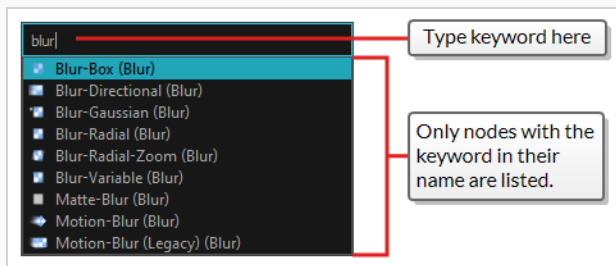 blur
Type keyword here
Blur-Box (Blur)
Blur-Directional (Blur)
Blur-Gaussian (Blur)
Blur-Radial (Blur)
Blur-Radial-Zoom (Blur)
Blur-Variable (Blur)
Matte-Blur (Blur)
Motion-Blur (Blur)
Motion-Blur (Legacy) (Blur)
Only nodes with the
keyword in their
name are listed.